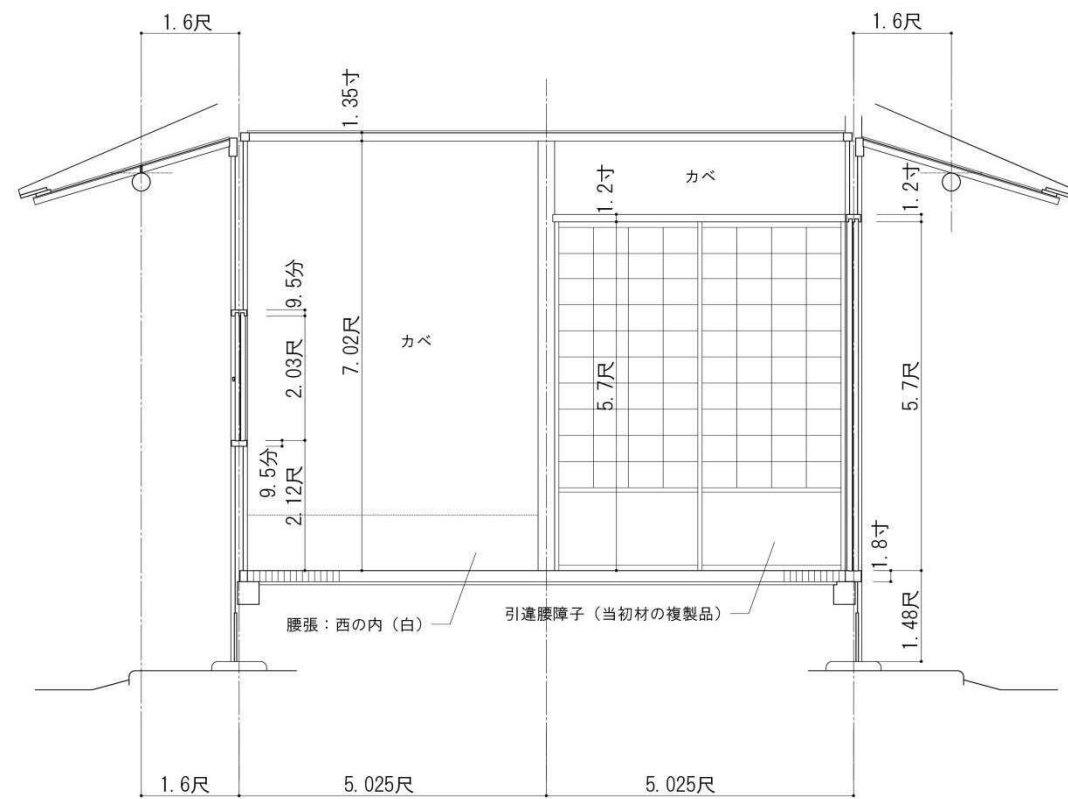 1.6尺
1.6尺
1.35寸
カベ
1.2寸
1.2寸
9.5分
2.03尺
7.02尺
カベ
5.7尺
5.7尺
9.5分
2.12尺
1.8寸
腰張：西の内（白）
引違腰障子（当初材の複製品）
1.48尺
1.6尺
5.025尺
5.025尺